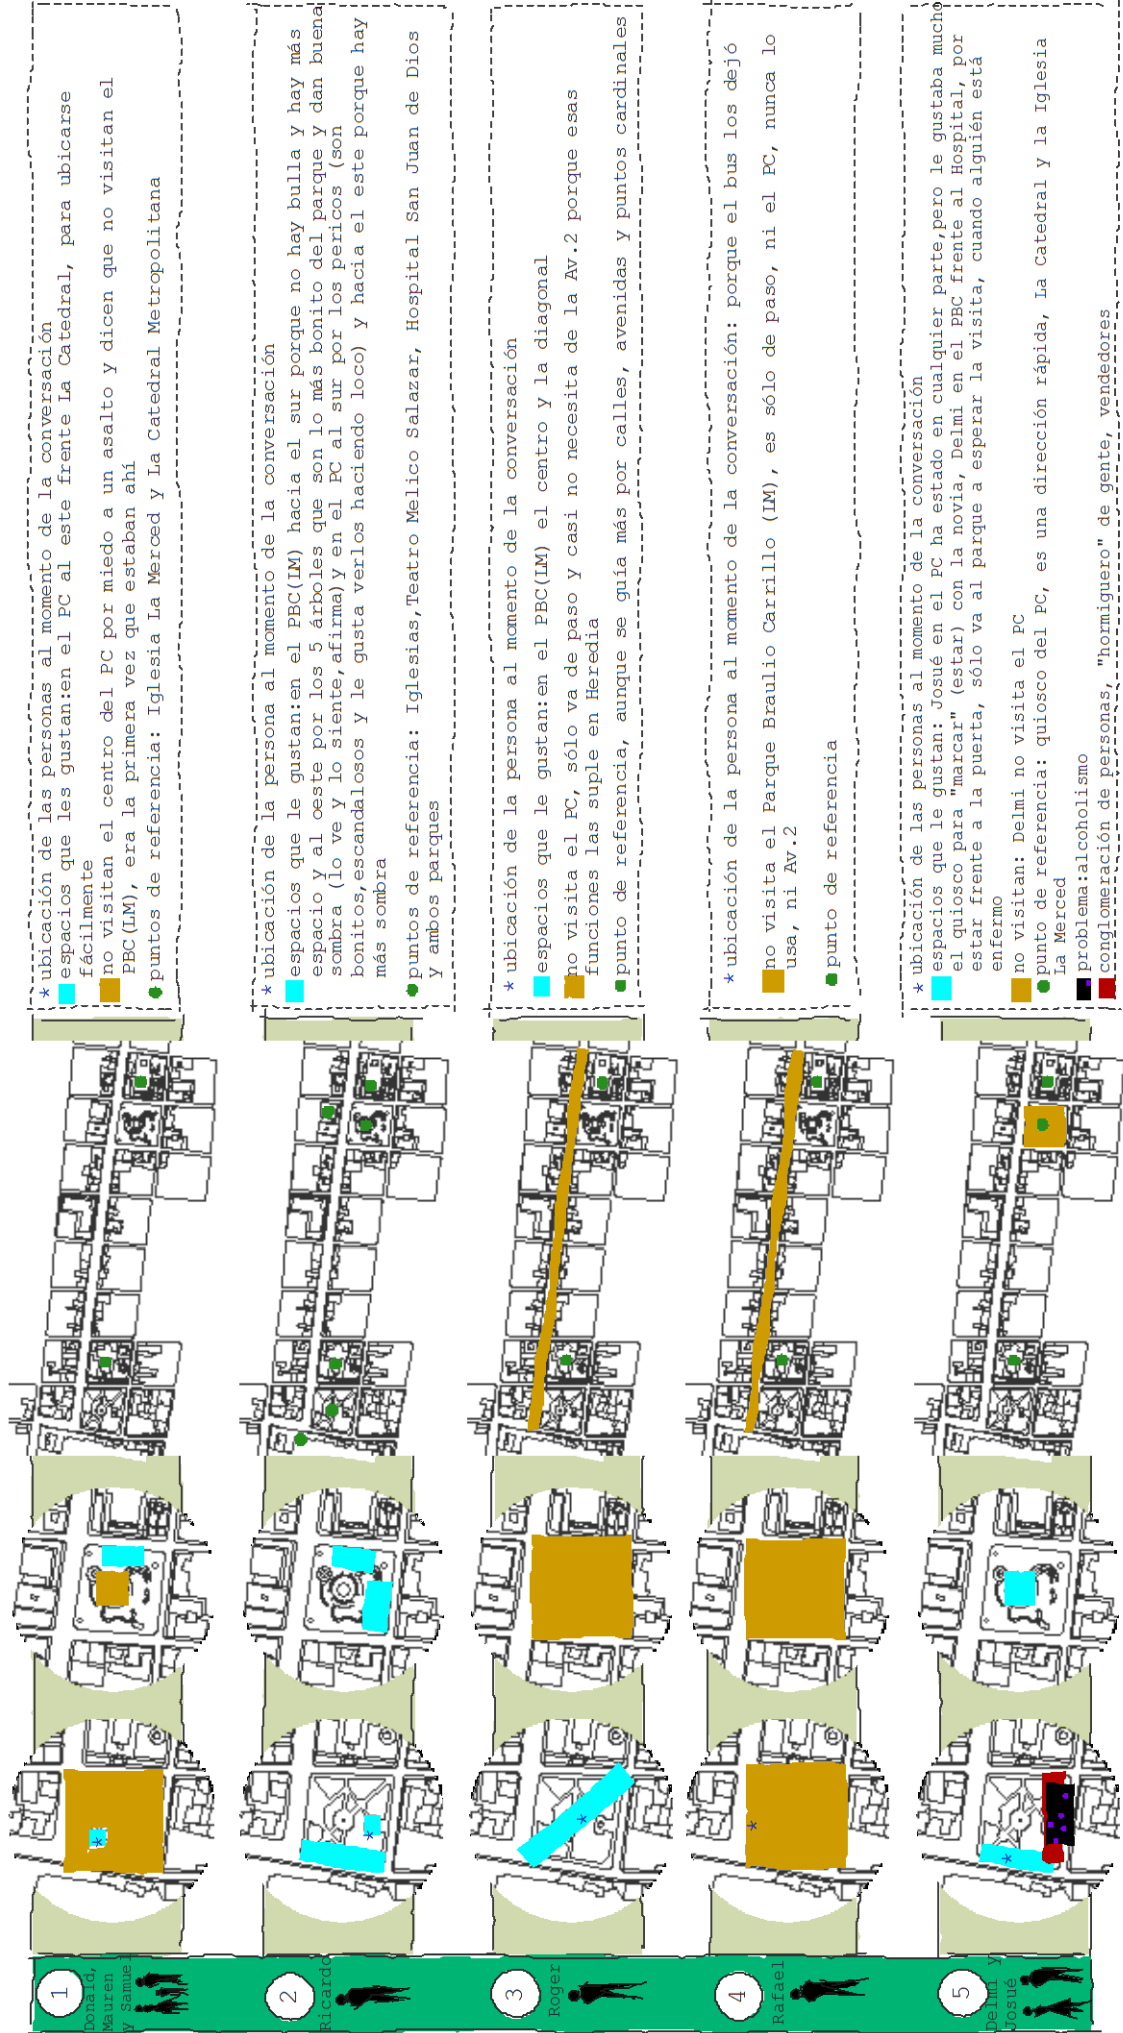 1
Donald,
Mauren
y Samuel
* ubicación de las personas al momento de la conversación
espacios que les gustan:en el PC al este frente La Catedral, para ubicarse
fácilmente
no visitan el centro del PC por miedo a un asalto y dicen que no visitan el
PBC(LM), era la primera vez que estaban ahí
puntos de referencia: Iglesia La Merced y La Catedral Metropolitana
2
Ricardo
* ubicación de la persona al momento de la conversación
espacios que le gustan:en el PBC(LM) hacia el sur porque no hay bulla y hay más
espacio y al oeste por los 5 árboles que son lo más bonito del parque y dan buena
sombra (lo ve y lo siente,afirma)y en el PC al sur por los pericos (son
bonitos,escandalosos y le gusta verlos haciendo loco) y hacia el este porque hay
más sombra
puntos de referencia: Iglesias,Teatro Melico Salazar, Hospital San Juan de Dios
y ambos parques
3
Roger
* ubicación de la persona al momento de la conversación
espacios que le gustan:en el PBC(LM) el centro y la diagonal
no visita el PC, sólo va de paso y casi no necesita de la Av.2 porque esas
funciones las suple en Heredia
punto de referencia, aunque se guía más por calles, avenidas y puntos cardinales
4
Rafael
* ubicación de la persona al momento de la conversación: porque el bus los dejó
no visita el Parque Braulio Carrillo (LM), es sólo de paso, ni el PC, nunca lo
usa, ni Av.2
punto de referencia
5
Delmi y
Josué
* ubicación de las personas al momento de la conversación
espacios que le gustan: Josué en el PC ha estado en cualquier parte,pero le gustaba mucho
el quiosco para "marcar" (estar) con la novia, Delmi en el PBC frente al Hospital, por
estar frente a la puerta, sólo va al parque a esperar la visita, cuando alguién está
enfermo
no visitan: Delmi no visita el PC
punto de referencia: quiosco del PC, es una dirección rápida, La Catedral y la Iglesia
La Merced
problema:alcoholismo
conglomeración de personas, "hormiguero" de gente, vendedores